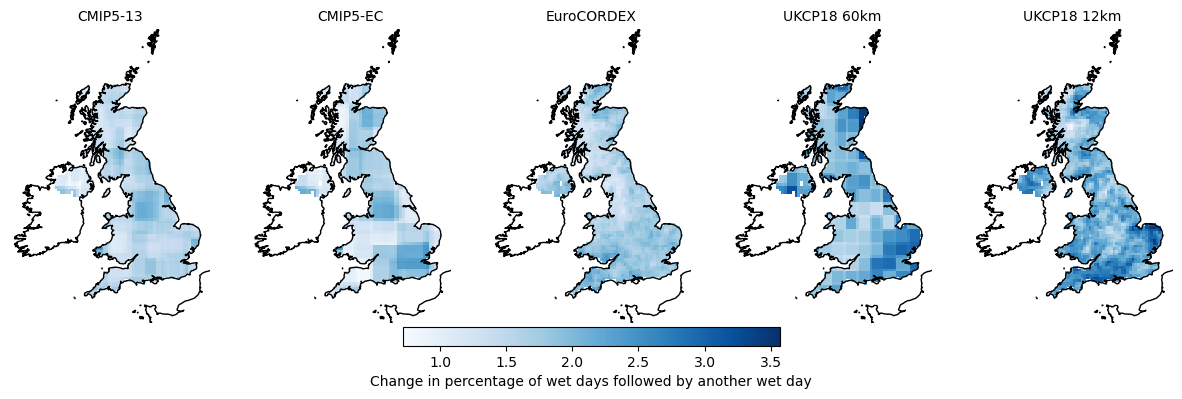 CMIP5-13
CMIP5-EC
EuroCORDEX
UKCP18 60km
UKCP18 12km
1.0
1.5
2.0
2.5
3.0
3.5
Change in percentage of wet days followed by another wet day